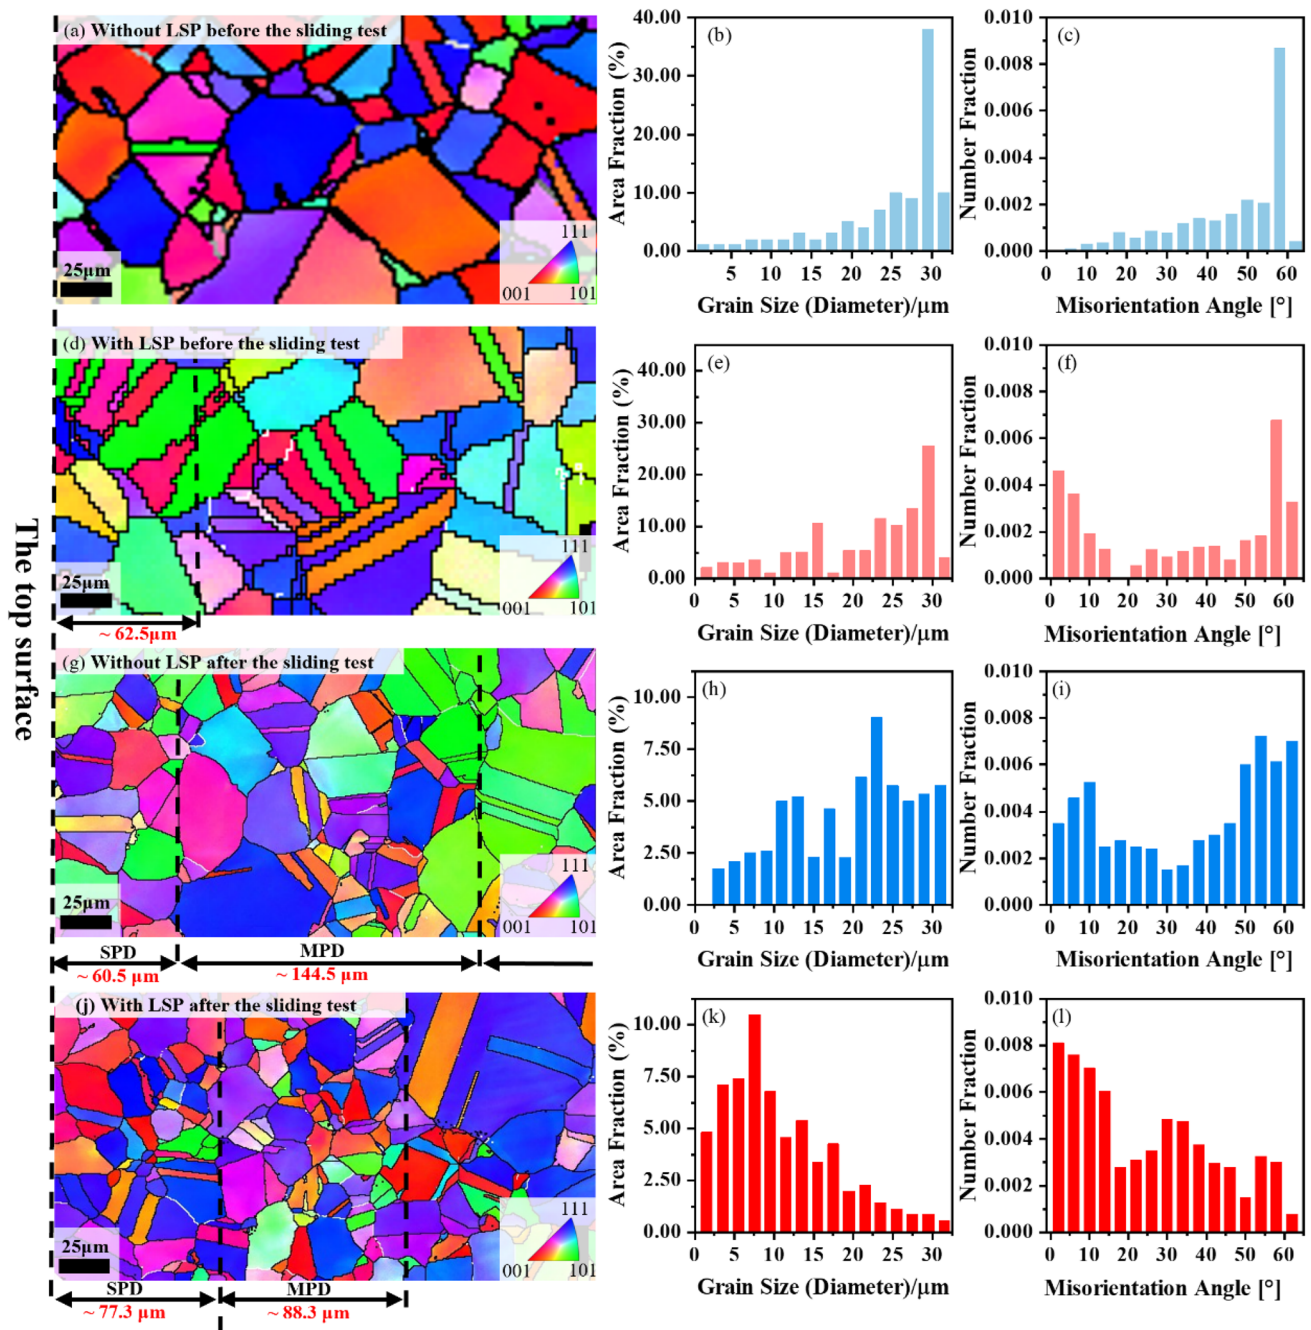 The top surface
(a) Without LSP before the sliding test
25μm
111
001 101
(b)
Area Fraction (%)
40.00
30.00
20.00
10.00
0.00
5 10 15 20 25 30
Grain Size (Diameter)/μm
(c)
Number Fraction
0.010
0.008
0.006
0.004
0.002
0.000
0 10 20 30 40 50 60
Misorientation Angle [°]
(d) With LSP before the sliding test
25μm
111
001 101
~ 62.5μm
(e)
Area Fraction (%)
40.00
30.00
20.00
10.00
0.00
0 5 10 15 20 25 30
Grain Size (Diameter)/μm
(f)
Number Fraction
0.010
0.008
0.006
0.004
0.002
0.000
0 10 20 30 40 50 60
Misorientation Angle [°]
(g) Without LSP after the sliding test
25μm
111
001 101
SPD MPD
~ 60.5 μm ~ 144.5 μm
(h)
Area Fraction (%)
10.00
7.50
5.00
2.50
0.00
0 5 10 15 20 25 30
Grain Size (Diameter)/μm
(i)
Number Fraction
0.010
0.008
0.006
0.004
0.002
0.000
0 10 20 30 40 50 60
Misorientation Angle [°]
(j) With LSP after the sliding test
25μm
111
001 101
SPD MPD
~ 77.3 μm ~ 88.3 μm
(k)
Area Fraction (%)
10.00
7.50
5.00
2.50
0.00
0 5 10 15 20 25 30
Grain Size (Diameter)/μm
(l)
Number Fraction
0.010
0.008
0.006
0.004
0.002
0.000
0 10 20 30 40 50 60
Misorientation Angle [°]